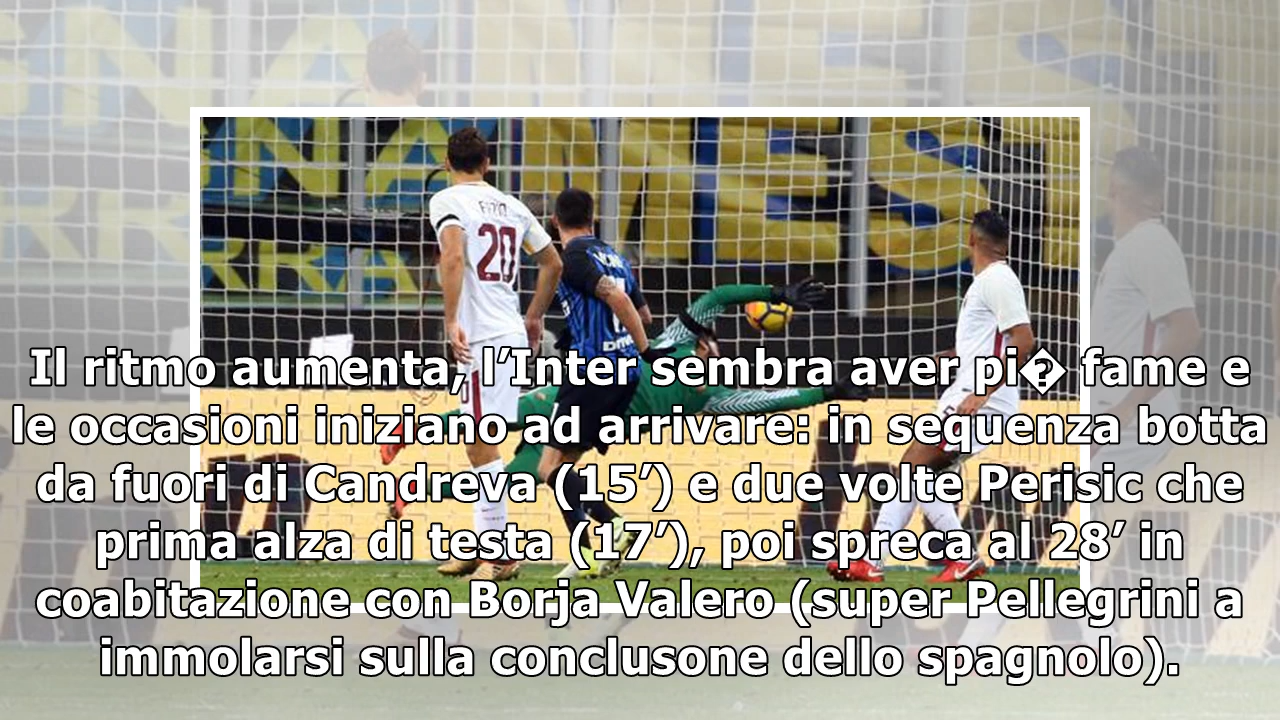 Il ritmo aumenta, l’Inter sembra aver pi� fame e
le occasioni iniziano ad arrivare: in sequenza botta
da fuori di Candreva (15’) e due volte Perisic che
prima alza di testa (17’), poi spreca al 28’ in
coabitazione con Borja Valero (super Pellegrini a
immolarsi sulla conclusone dello spagnolo).
20